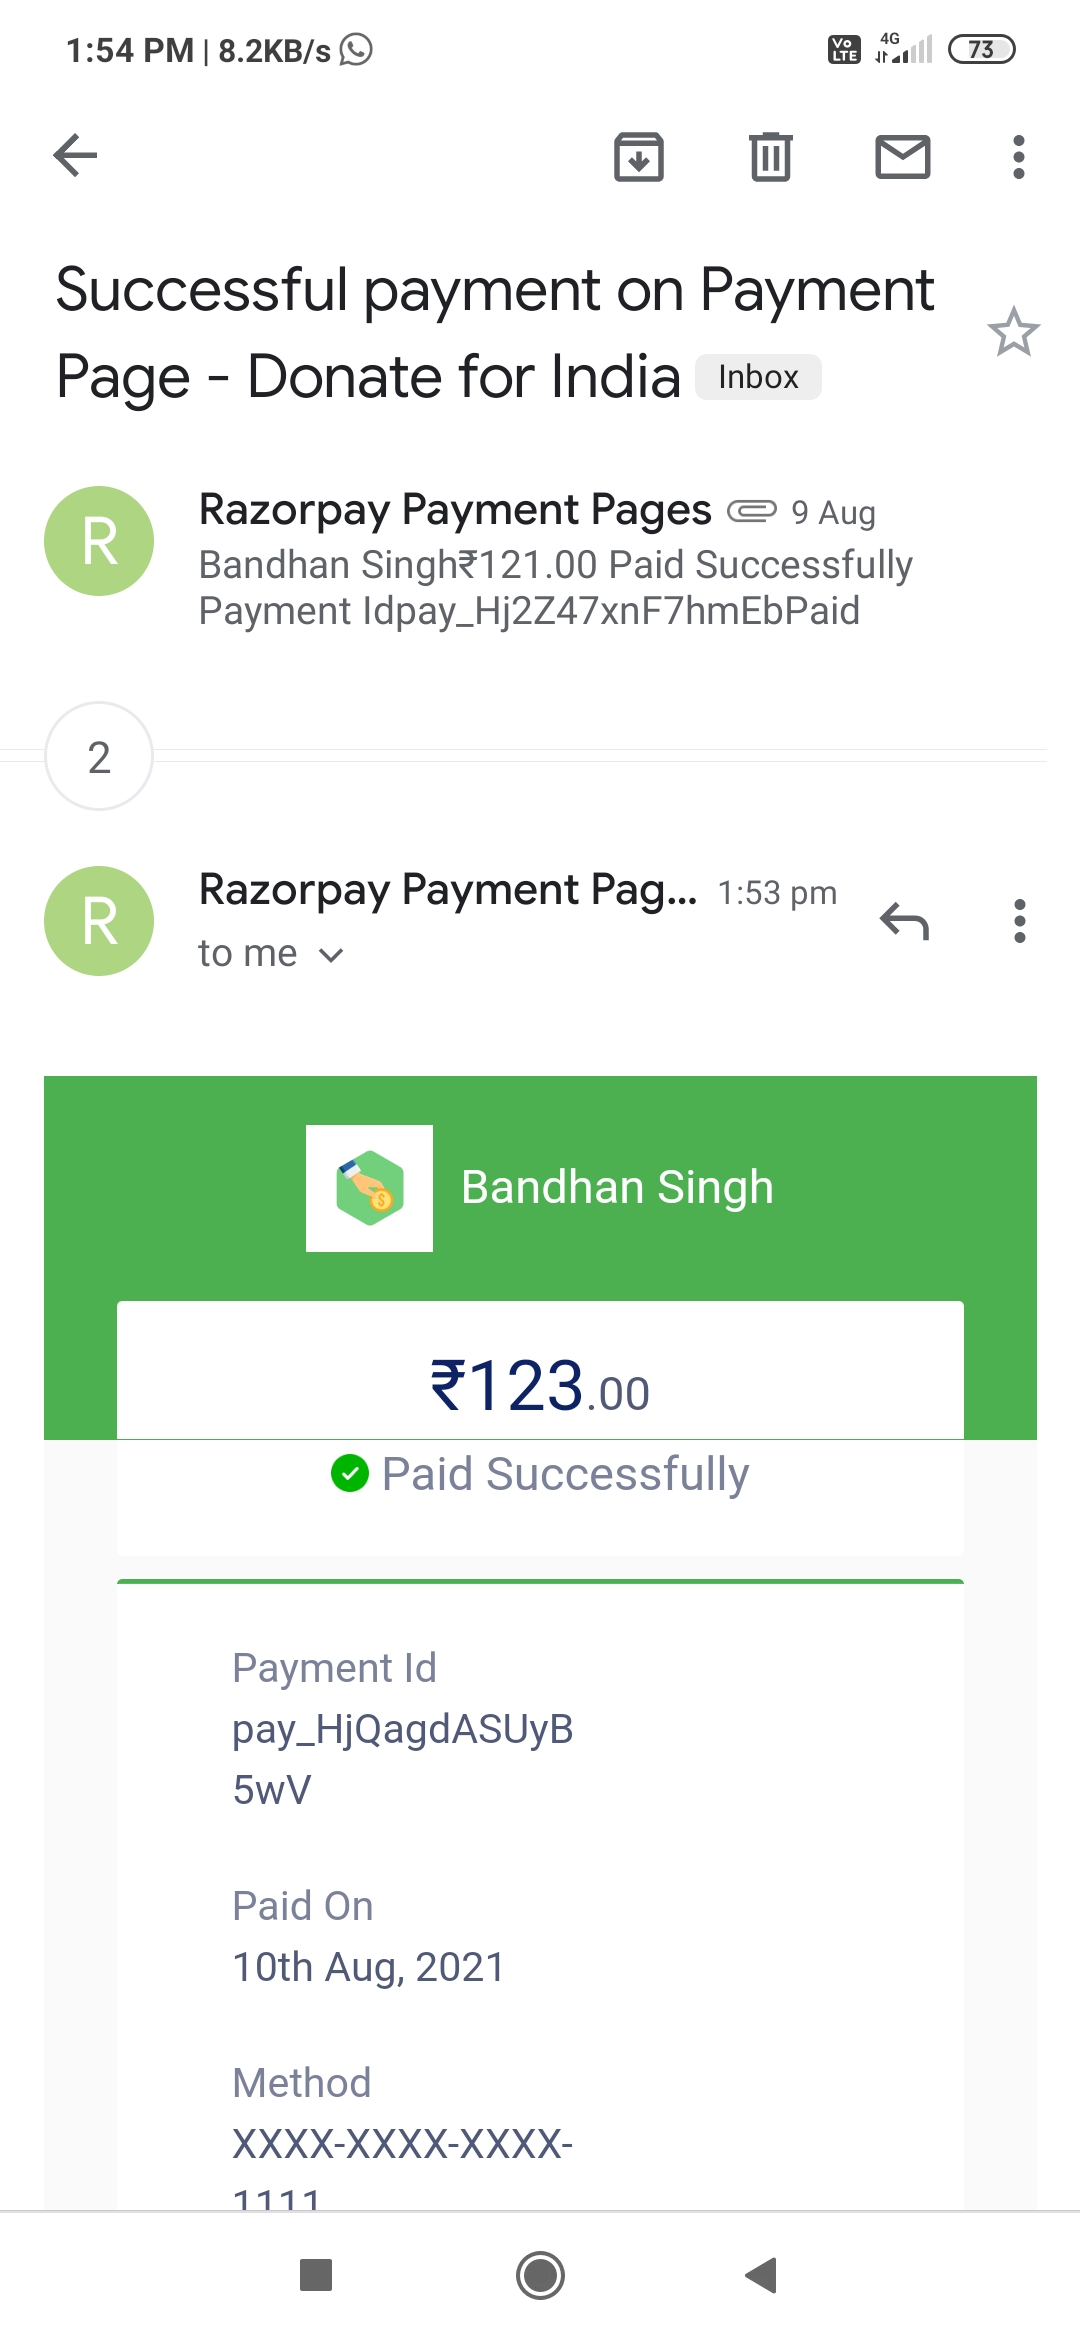 1:54 PM | 8.2KB/s
Vo LTE 4G 73
Successful payment on Payment
Page - Donate for India Inbox
R Razorpay Payment Pages 9 Aug
Bandhan Singh₹121.00 Paid Successfully
Payment Idpay_Hj2Z47xnF7hmEbPaid
2
R Razorpay Payment Pag... 1:53 pm
to me
Bandhan Singh
₹123.00
Paid Successfully
Payment Id
pay_HjQagdASUyB
5wV
Paid On
10th Aug, 2021
Method
XXXX-XXXX-XXXX-
1111